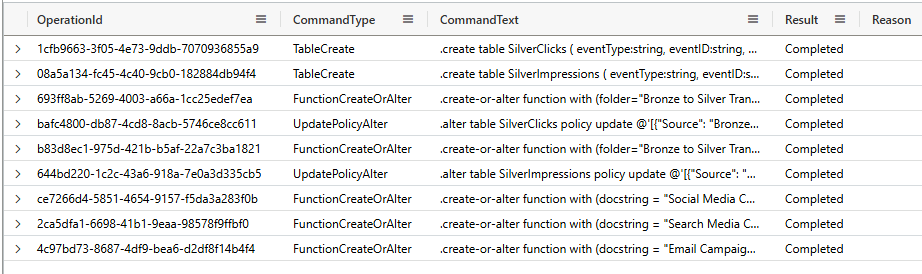 OperationId CommandType CommandText Result Reason
1cfb9663-3f05-4e73-9ddb-7070936855a9 TableCreate .create table SilverClicks ( eventType:string, eventID:string, ... Completed
08a5a134-fc45-4c40-9cb0-182884db94f4 TableCreate .create table SilverImpressions ( eventType:string, eventID:s... Completed
693ff8ab-5269-4003-a66a-1cc25edef7ea FunctionCreateOrAlter .create-or-alter function with (folder="Bronze to Silver Tran... Completed
bafc4800-db87-4cd8-8acb-5746ce8cc611 UpdatePolicyAlter .alter table SilverClicks policy update @'[{"Source": "Bronze... Completed
b83d8ec1-975d-421b-b5af-22a7c3ba1821 FunctionCreateOrAlter .create-or-alter function with (folder="Bronze to Silver Tran... Completed
644bd220-1c2c-43a6-918a-7e0a3d335cb5 UpdatePolicyAlter .alter table SilverImpressions policy update @'[{"Source": "... Completed
ce7266d4-5851-4654-9157-f5da3a283f0b FunctionCreateOrAlter .create-or-alter function with (docstring = "Social Media C... Completed
2ca5dfa1-6698-41b1-9eaa-98578f9ffbf0 FunctionCreateOrAlter .create-or-alter function with (docstring = "Search Media C... Completed
4c97bd73-8687-4df9-bea6-d2df8f14b4f4 FunctionCreateOrAlter .create-or-alter function with (docstring = "Email Campaig... Completed